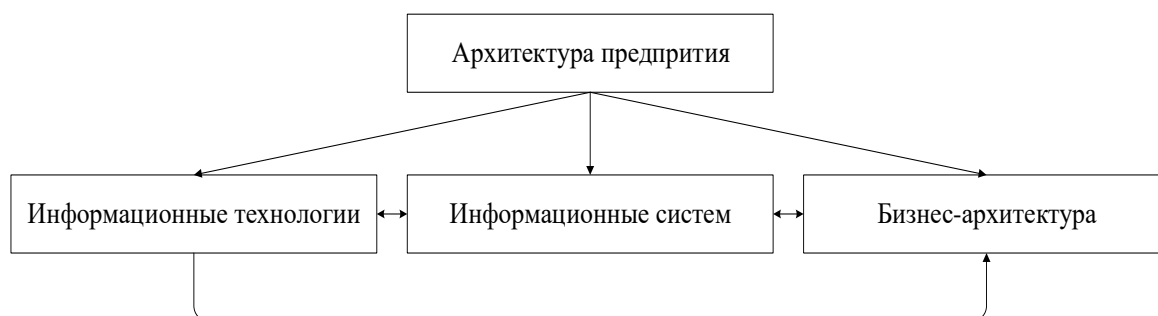 Архитектура предпрития
Информационные технологии
Информационные систем
Бизнес-архитектура